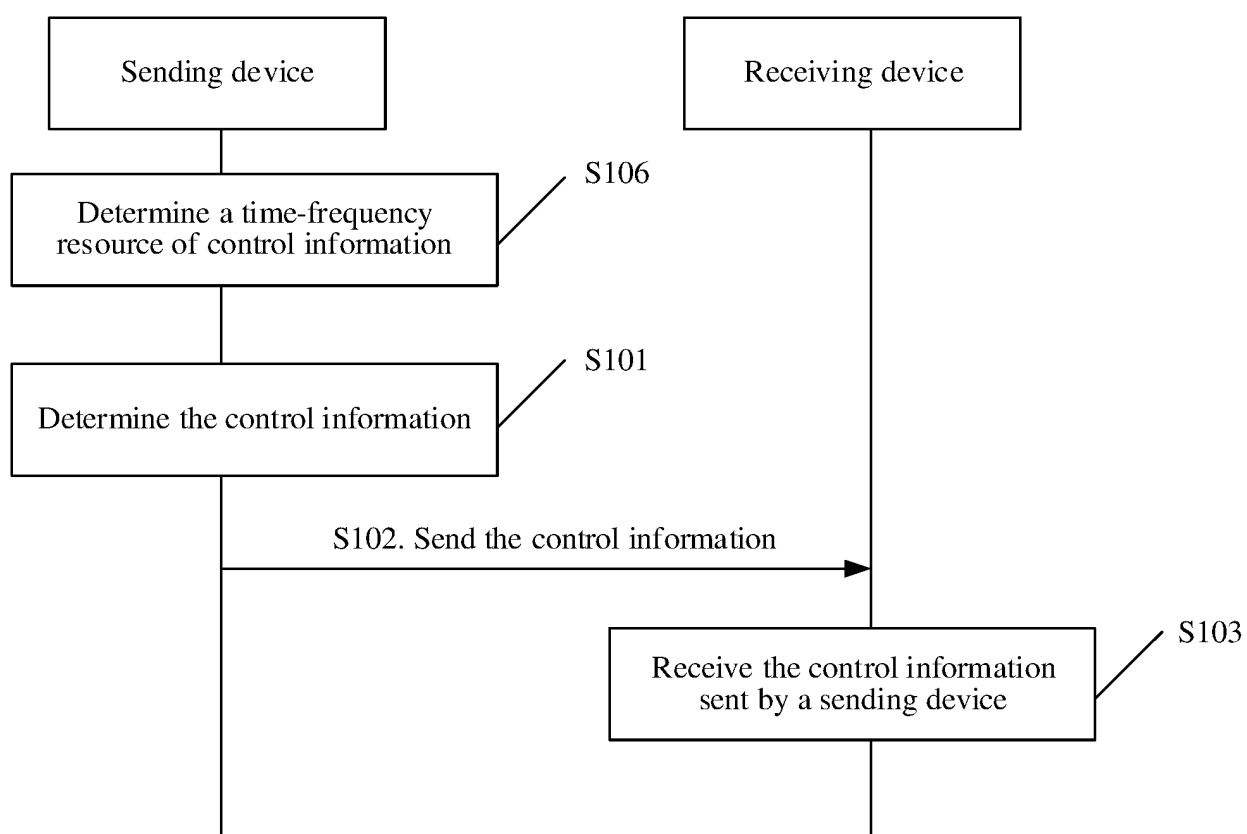 Sending device
Receiving device
S106
Determine a time-frequency
resource of control information
S101
Determine the control information
S102. Send the control information
S103
Receive the control information
sent by a sending device